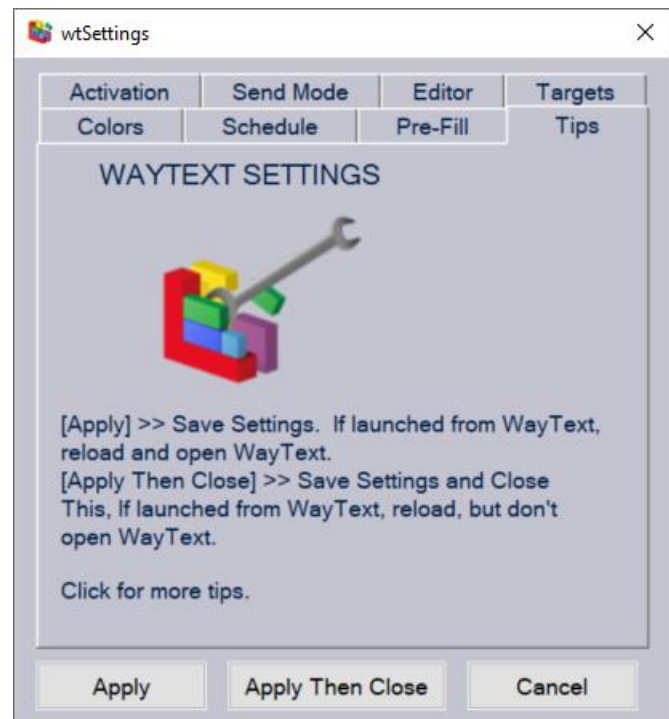 wtSettings
Activation
Send Mode
Editor
Targets
Colors
Schedule
Pre-Fill
Tips
WAYTEXT SETTINGS
[Apply] >> Save Settings.  If launched from WayText,
reload and open WayText.
[Apply Then Close] >> Save Settings and Close
This, If launched from WayText, reload, but don't
open WayText.
Click for more tips.
Apply
Apply Then Close
Cancel